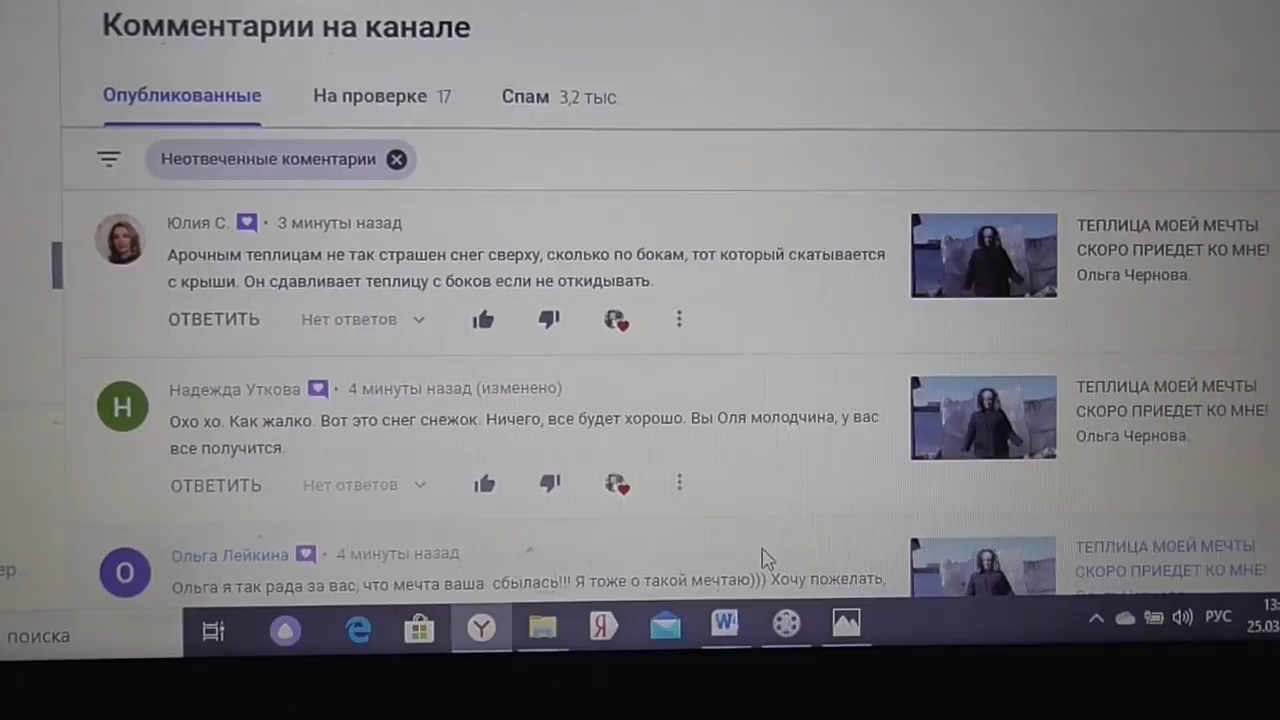 Комментарии на канале
Опубликованные На проверке 17 Спам 3,2 тыс.
Неотвеченные коментарии
Юлия С. · 3 минуты назад
Арочным теплицам не так страшен снег сверху, сколько по бокам, тот который скатывается
с крыши. Он сдавливает теплицу с боков если не откидывать.
ОТВЕТИТЬ Нет ответов
ТЕПЛИЦА МОЕЙ МЕЧТЫ
СКОРО ПРИЕДЕТ КО МНЕ!
Ольга Чернова.
Н
Надежда Уткова · 4 минуты назад (изменено)
Охо хо. Как жалко. Вот это снег снежок. Ничего, все будет хорошо. Вы Оля молодчина, у вас
все получится.
ОТВЕТИТЬ Нет ответов
ТЕПЛИЦА МОЕЙ МЕЧТЫ
СКОРО ПРИЕДЕТ КО МНЕ!
Ольга Чернова.
О
Ольга Лейкина · 4 минуты назад
Ольга я так рада за вас, что мечта ваша сбылась!!! Я тоже о такой мечтаю))) Хочу пожелать,
ТЕПЛИЦА МОЕЙ МЕЧТЫ
СКОРО ПРИЕДЕТ КО МНЕ!
ер...
поиска
Я
W
РУС
13:
25.03